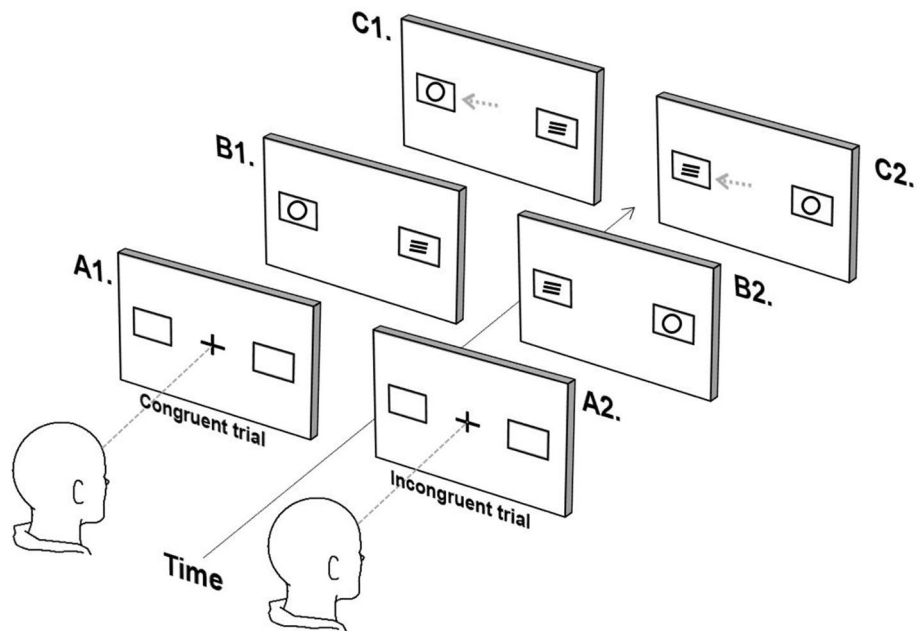 C1.
C2.
B1.
B2.
A1.
A2.
Congruent trial
Incongruent trial
Time